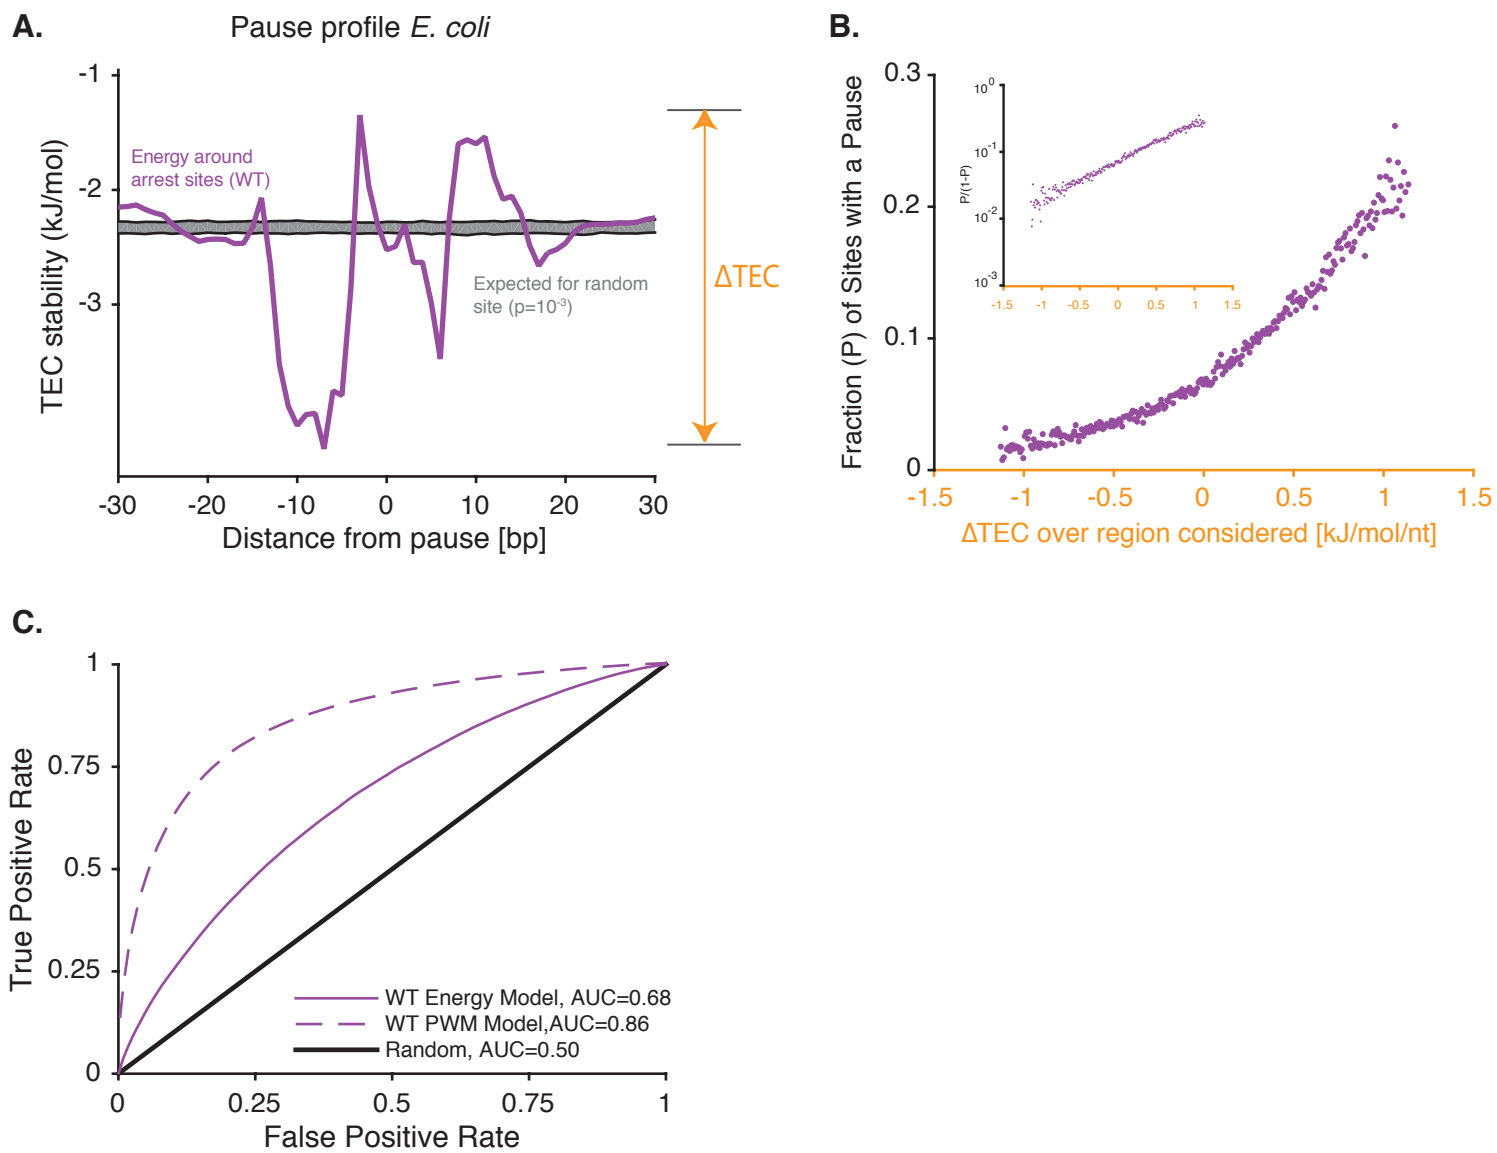 A.
Pause profile E. coli
-1
-2
-3
TEC stability (kJ/mol)
Energy around
arrest sites (WT)
Expected for random
site (p=10-3)
ΔTEC
-30 -20 -10 0 10 20 30
Distance from pause [bp]
B.
0.3
0.2
0.1
0
Fraction (P) of Sites with a Pause
100
10-1
10-2
10-3
P/(1-P)
-1.5 -1 -0.5 0 0.5 1 1.5
-1.5 -1 -0.5 0 0.5 1 1.5
ΔTEC over region considered [kJ/mol/nt]
C.
1
0.75
0.5
0.25
0
True Positive Rate
WT Energy Model, AUC=0.68
WT PWM Model,AUC=0.86
Random, AUC=0.50
0 0.25 0.5 0.75 1
False Positive Rate